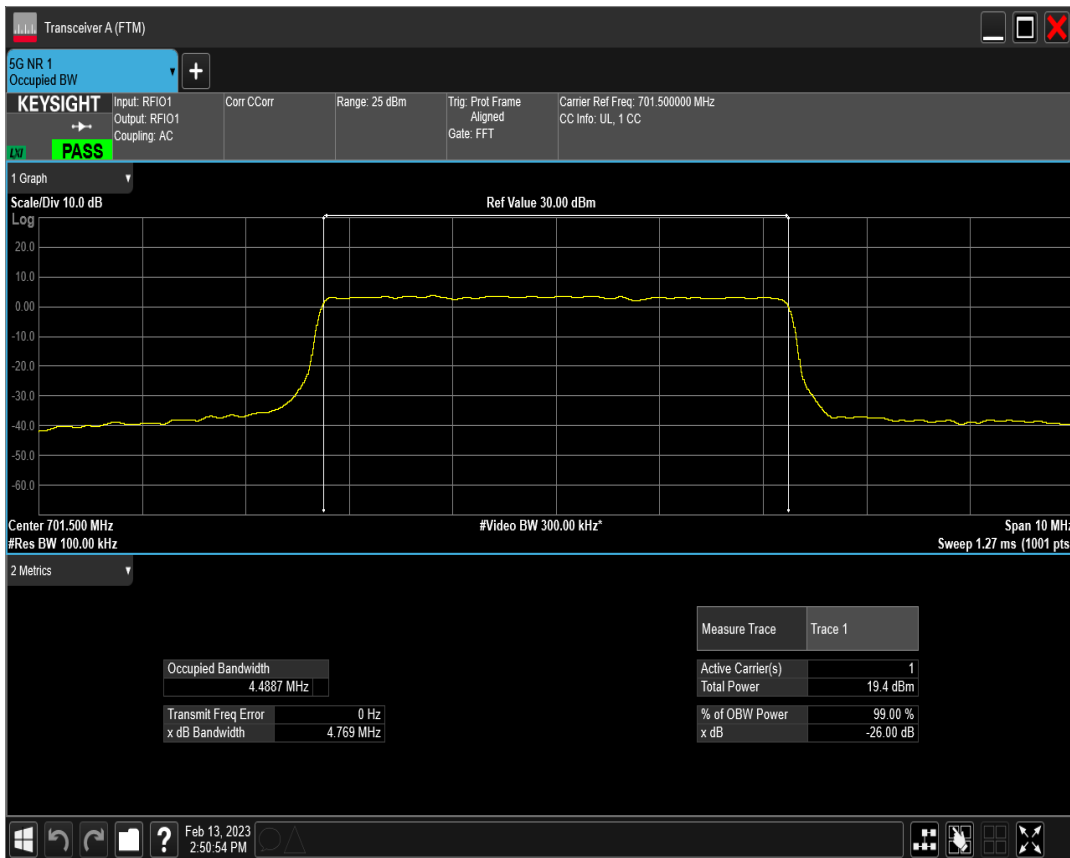 Transceiver A (FTM)
5G NR 1
Occupied BW
+
KEYSIGHT
LXI
PASS
Input: RFIO1
Output: RFIO1
Coupling: AC
Corr CCorr
Range: 25 dBm
Trig: Prot Frame
Aligned
Gate: FFT
Carrier Ref Freq: 701.500000 MHz
CC Info: UL, 1 CC
1 Graph
Scale/Div 10.0 dB
Ref Value 30.00 dBm
Log
20.0
10.0
0.00
-10.0
-20.0
-30.0
-40.0
-50.0
-60.0
Center 701.500 MHz
#Video BW 300.00 kHz*
Span 10 MHz
#Res BW 100.00 kHz
Sweep 1.27 ms (1001 pts
2 Metrics
Measure Trace Trace 1
Occupied Bandwidth
4.4887 MHz
Active Carrier(s) 1
Total Power 19.4 dBm
Transmit Freq Error 0 Hz
x dB Bandwidth 4.769 MHz
% of OBW Power 99.00 %
x dB -26.00 dB
?
Feb 13, 2023
2:50:54 PM